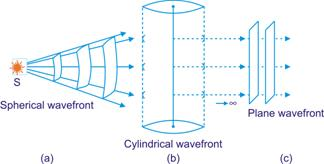 S
Spherical wavefront
→ ∞
Plane wavefront
Cylindrical wavefront
(a)
(b)
(c)